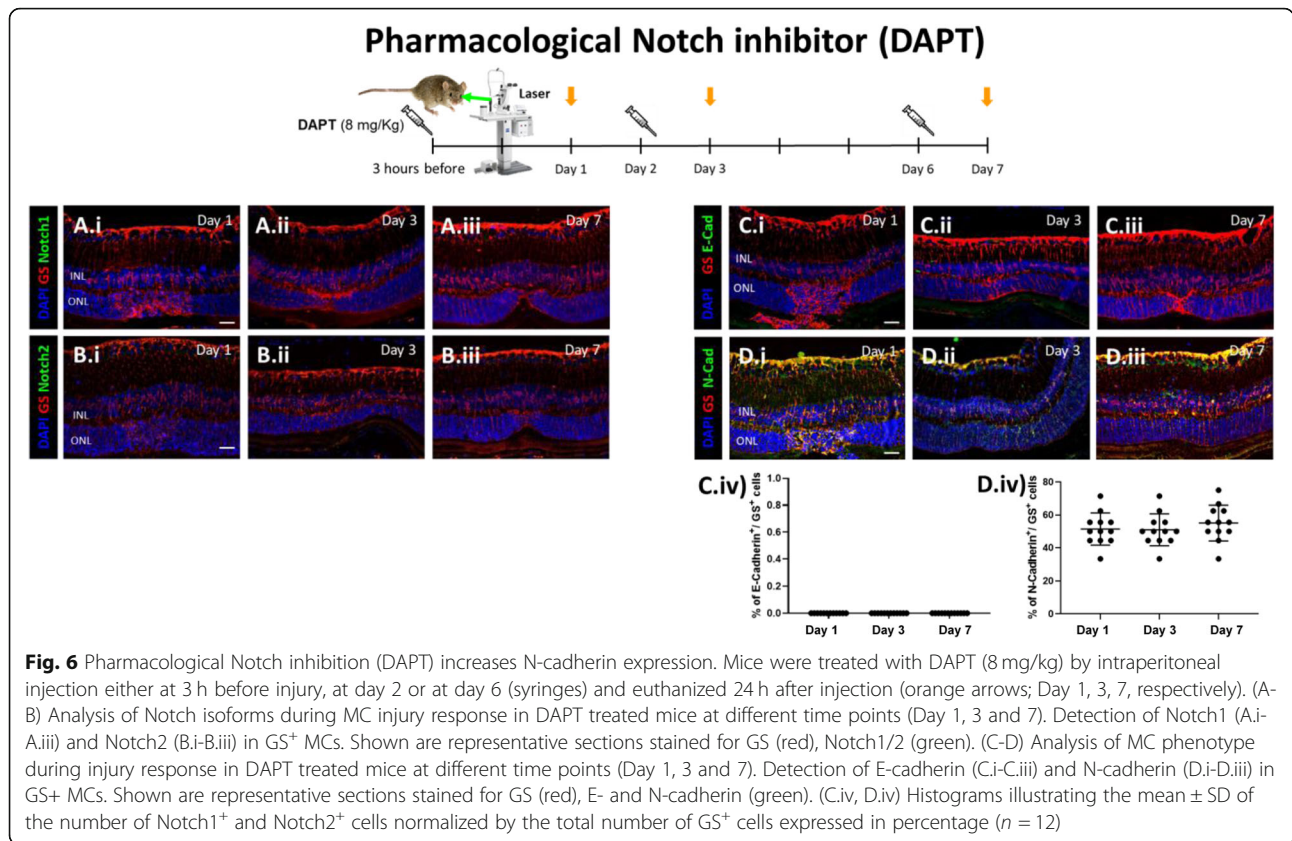 Pharmacological Notch inhibitor (DAPT)
Laser
DAPT (8 mg/Kg)
3 hours before
Day 1
Day 2
Day 3
Day 6
Day 7
DAPI GS Notch1
A.i
Day 1
INL
ONL
A.ii
Day 3
A.iii
Day 7
DAPI GS Notch2
B.i
Day 1
INL
ONL
B.ii
Day 3
B.iii
Day 7
DAPI GS E-Cad
C.i
Day 1
INL
ONL
C.ii
Day 3
C.iii
Day 7
DAPI GS N-Cad
D.i
Day 1
INL
ONL
D.ii
Day 3
D.iii
Day 7
C.iv)
% of E-Cadherin⁺/ GS⁺ cells
1.0
0.8
0.6
0.4
0.2
0.0
Day 1 Day 3 Day 7
D.iv)
% of N-Cadherin⁺/ GS⁺ cells
80
60
40
20
0
Day 1 Day 3 Day 7
Fig. 6 Pharmacological Notch inhibition (DAPT) increases N-cadherin expression. Mice were treated with DAPT (8 mg/kg) by intraperitoneal
injection either at 3 h before injury, at day 2 or at day 6 (syringes) and euthanized 24 h after injection (orange arrows; Day 1, 3, 7, respectively). (A-
B) Analysis of Notch isoforms during MC injury response in DAPT treated mice at different time points (Day 1, 3 and 7). Detection of Notch1 (A.i-
A.iii) and Notch2 (B.i-B.iii) in GS⁺ MCs. Shown are representative sections stained for GS (red), Notch1/2 (green). (C-D) Analysis of MC phenotype
during injury response in DAPT treated mice at different time points (Day 1, 3 and 7). Detection of E-cadherin (C.i-C.iii) and N-cadherin (D.i-D.iii) in
GS+ MCs. Shown are representative sections stained for GS (red), E- and N-cadherin (green). (C.iv, D.iv) Histograms illustrating the mean ± SD of
the number of Notch1⁺ and Notch2⁺ cells normalized by the total number of GS⁺ cells expressed in percentage (n = 12)